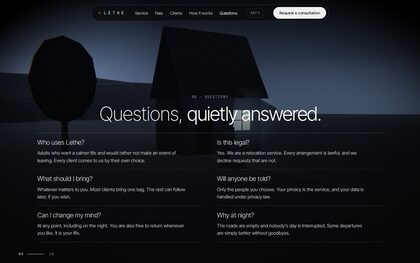 LETHE Service Fees Clients How it works Questions Request a consultation
Questions, quietly answered.
Who uses Lethe?
Adults who want a calmer life and would rather not make an event of
leaving. Every client comes to us by their own choice.
Is this legal?
Yes. We are a relocation service. Every arrangement is lawful, and we
decline requests that are not.
What should I bring?
Whatever matters to you. Most clients bring one bag. The rest can follow
later, if you wish.
Will anyone be told?
Only the people you choose. Your privacy is the service, and your data is
handled under privacy law.
Can I change my mind?
At any point, including on the night. You are also free to return whenever
you like. It is your life.
Why at night?
The roads are empty and nobody's day is interrupted. Some departures
are simply better without goodbyes.